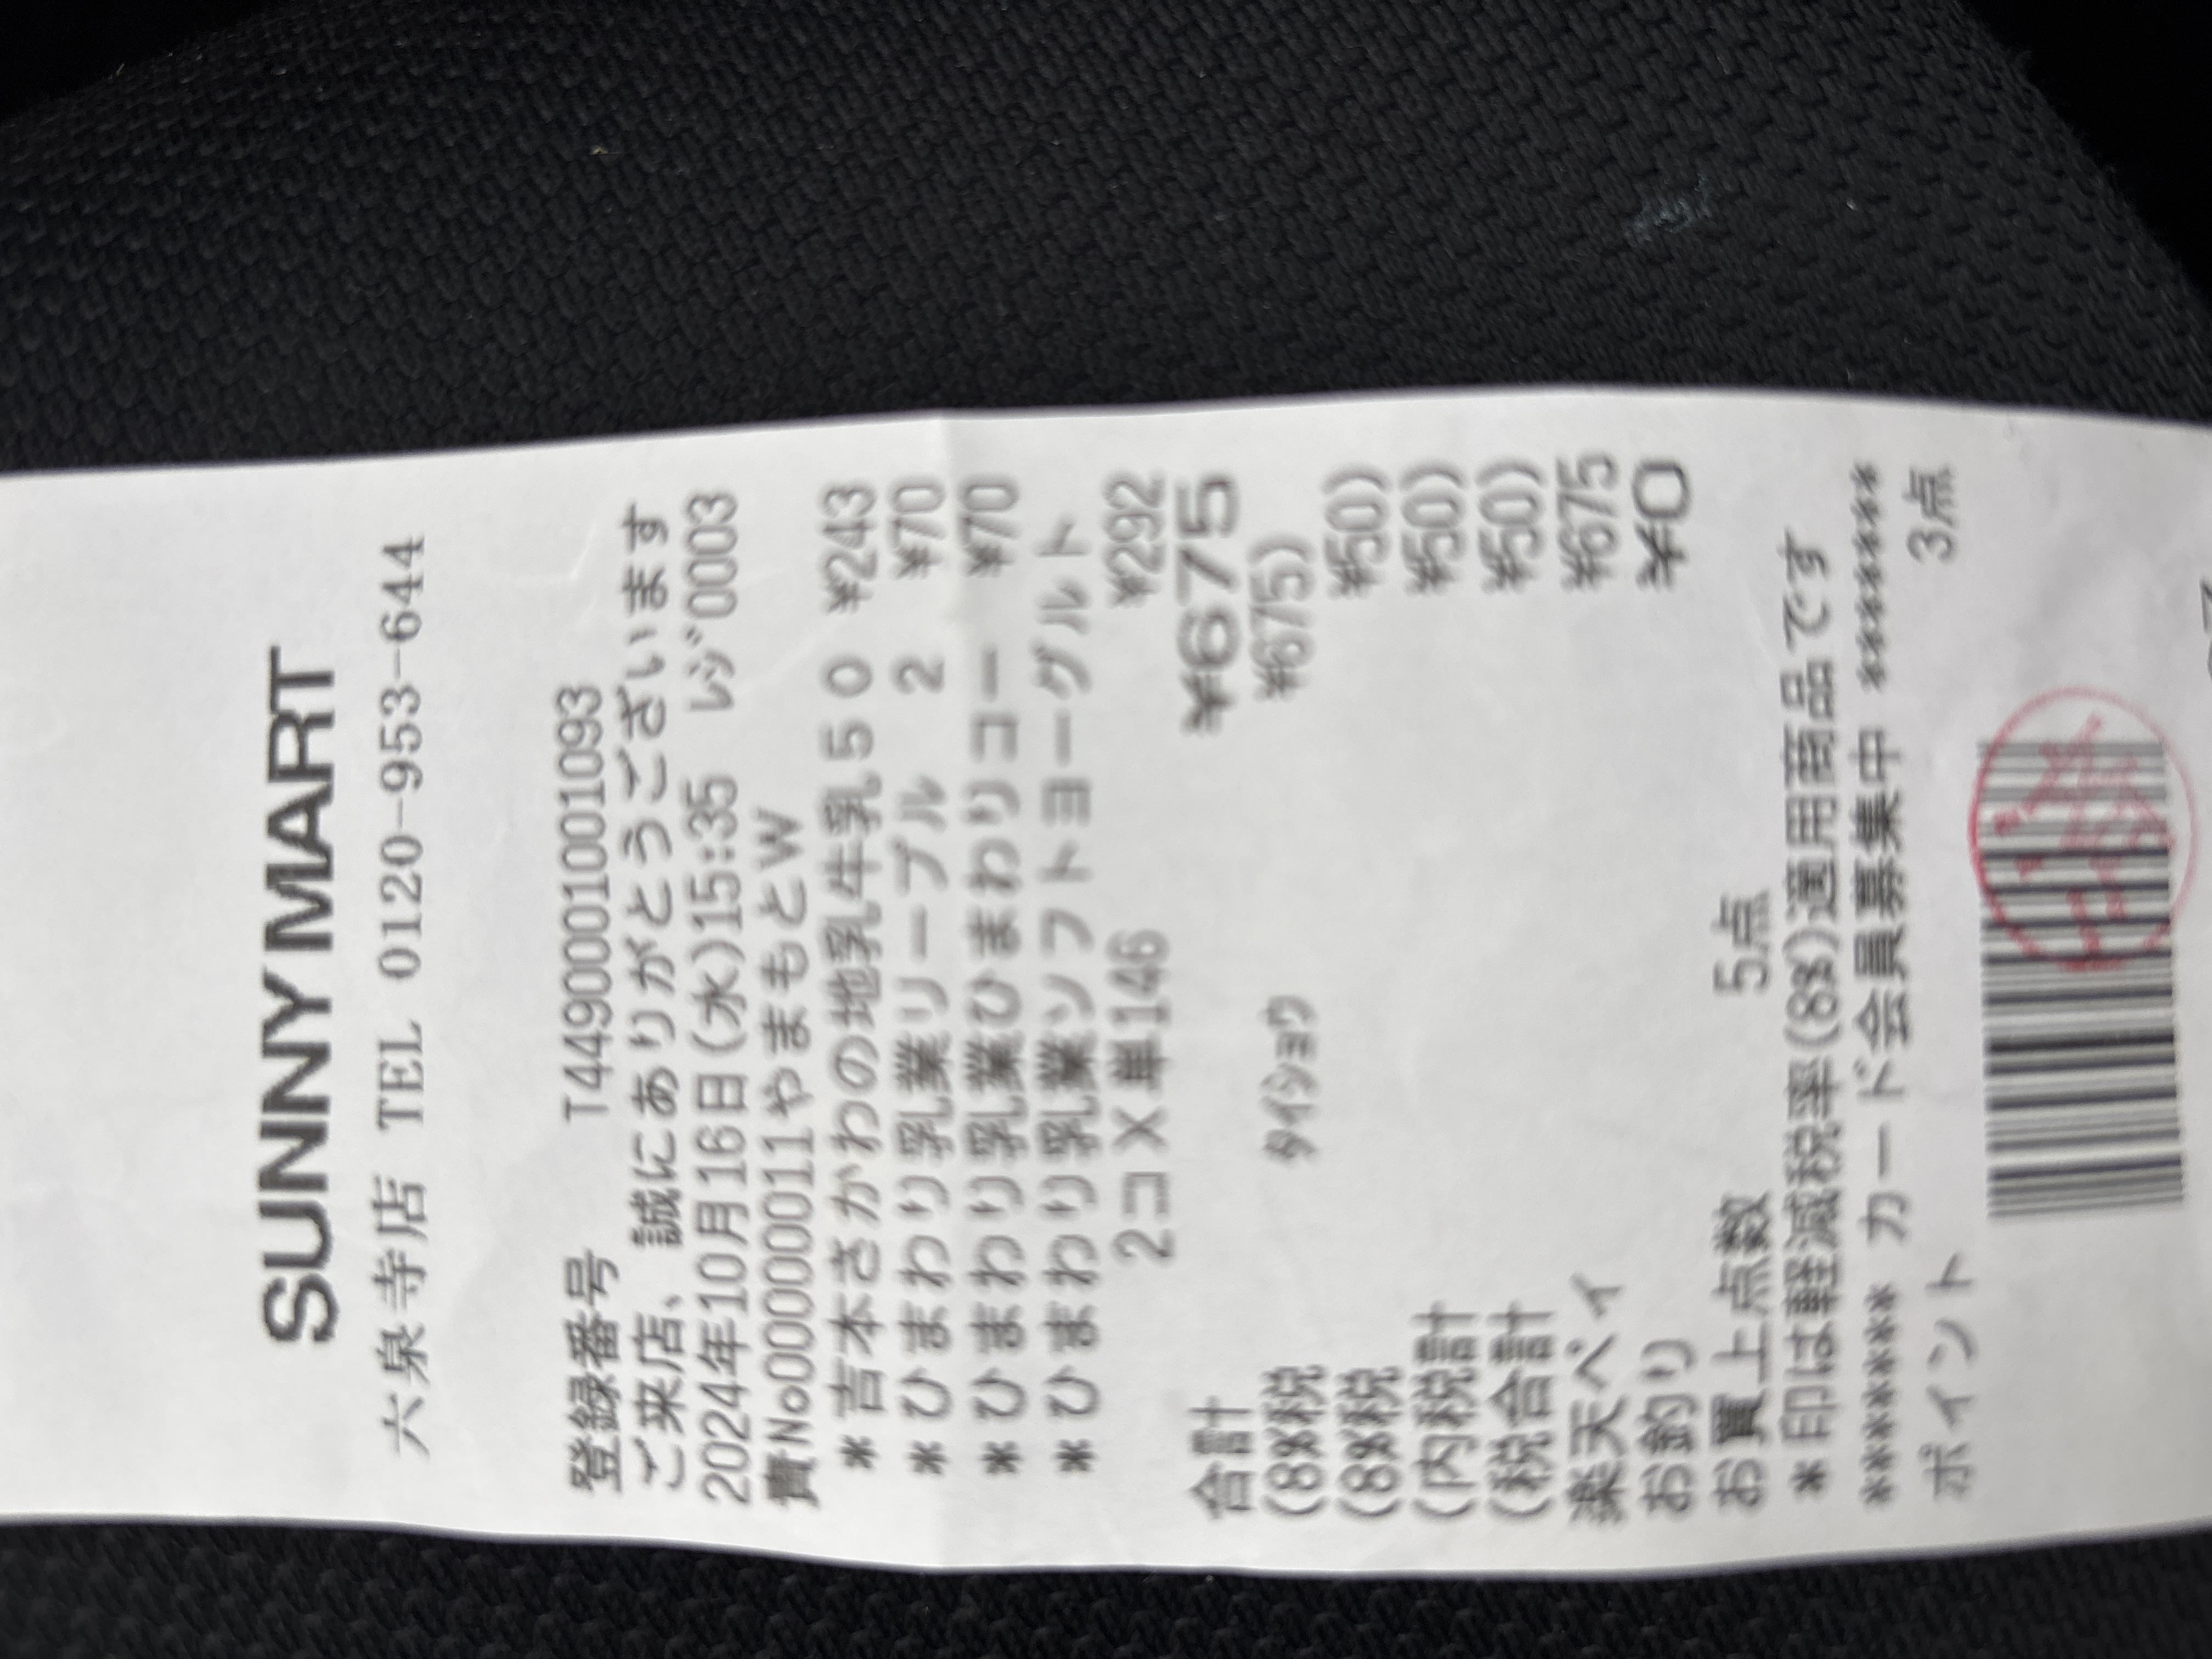 SUNNY MART
六泉寺店 TEL 0120-953-644
登録番号 T4490001001093
ご来店、誠にありがとうございます
2024年10月16日(水)15:35 ﾚｼﾞ0003
責No00000011やまもとW
*吉本さかわの地乳牛乳５０ ¥243
*ひまわり乳業リープル ２ ¥70
*ひまわり乳業ひまわりコー ¥70
*ひまわり乳業ソフトヨーグルト
2コ X 単146 ¥292
合計 ¥675
(8%税 ﾀｲｼｮｳ ¥675)
(8%税 ¥50)
(内税計 ¥50)
(税合計 ¥50)
楽天ペイ ¥675
お釣り ¥0
お買上点数 5点
*印は軽減税率(8%)適用商品です
******* カード会員募集中 *******
ポイント 3点